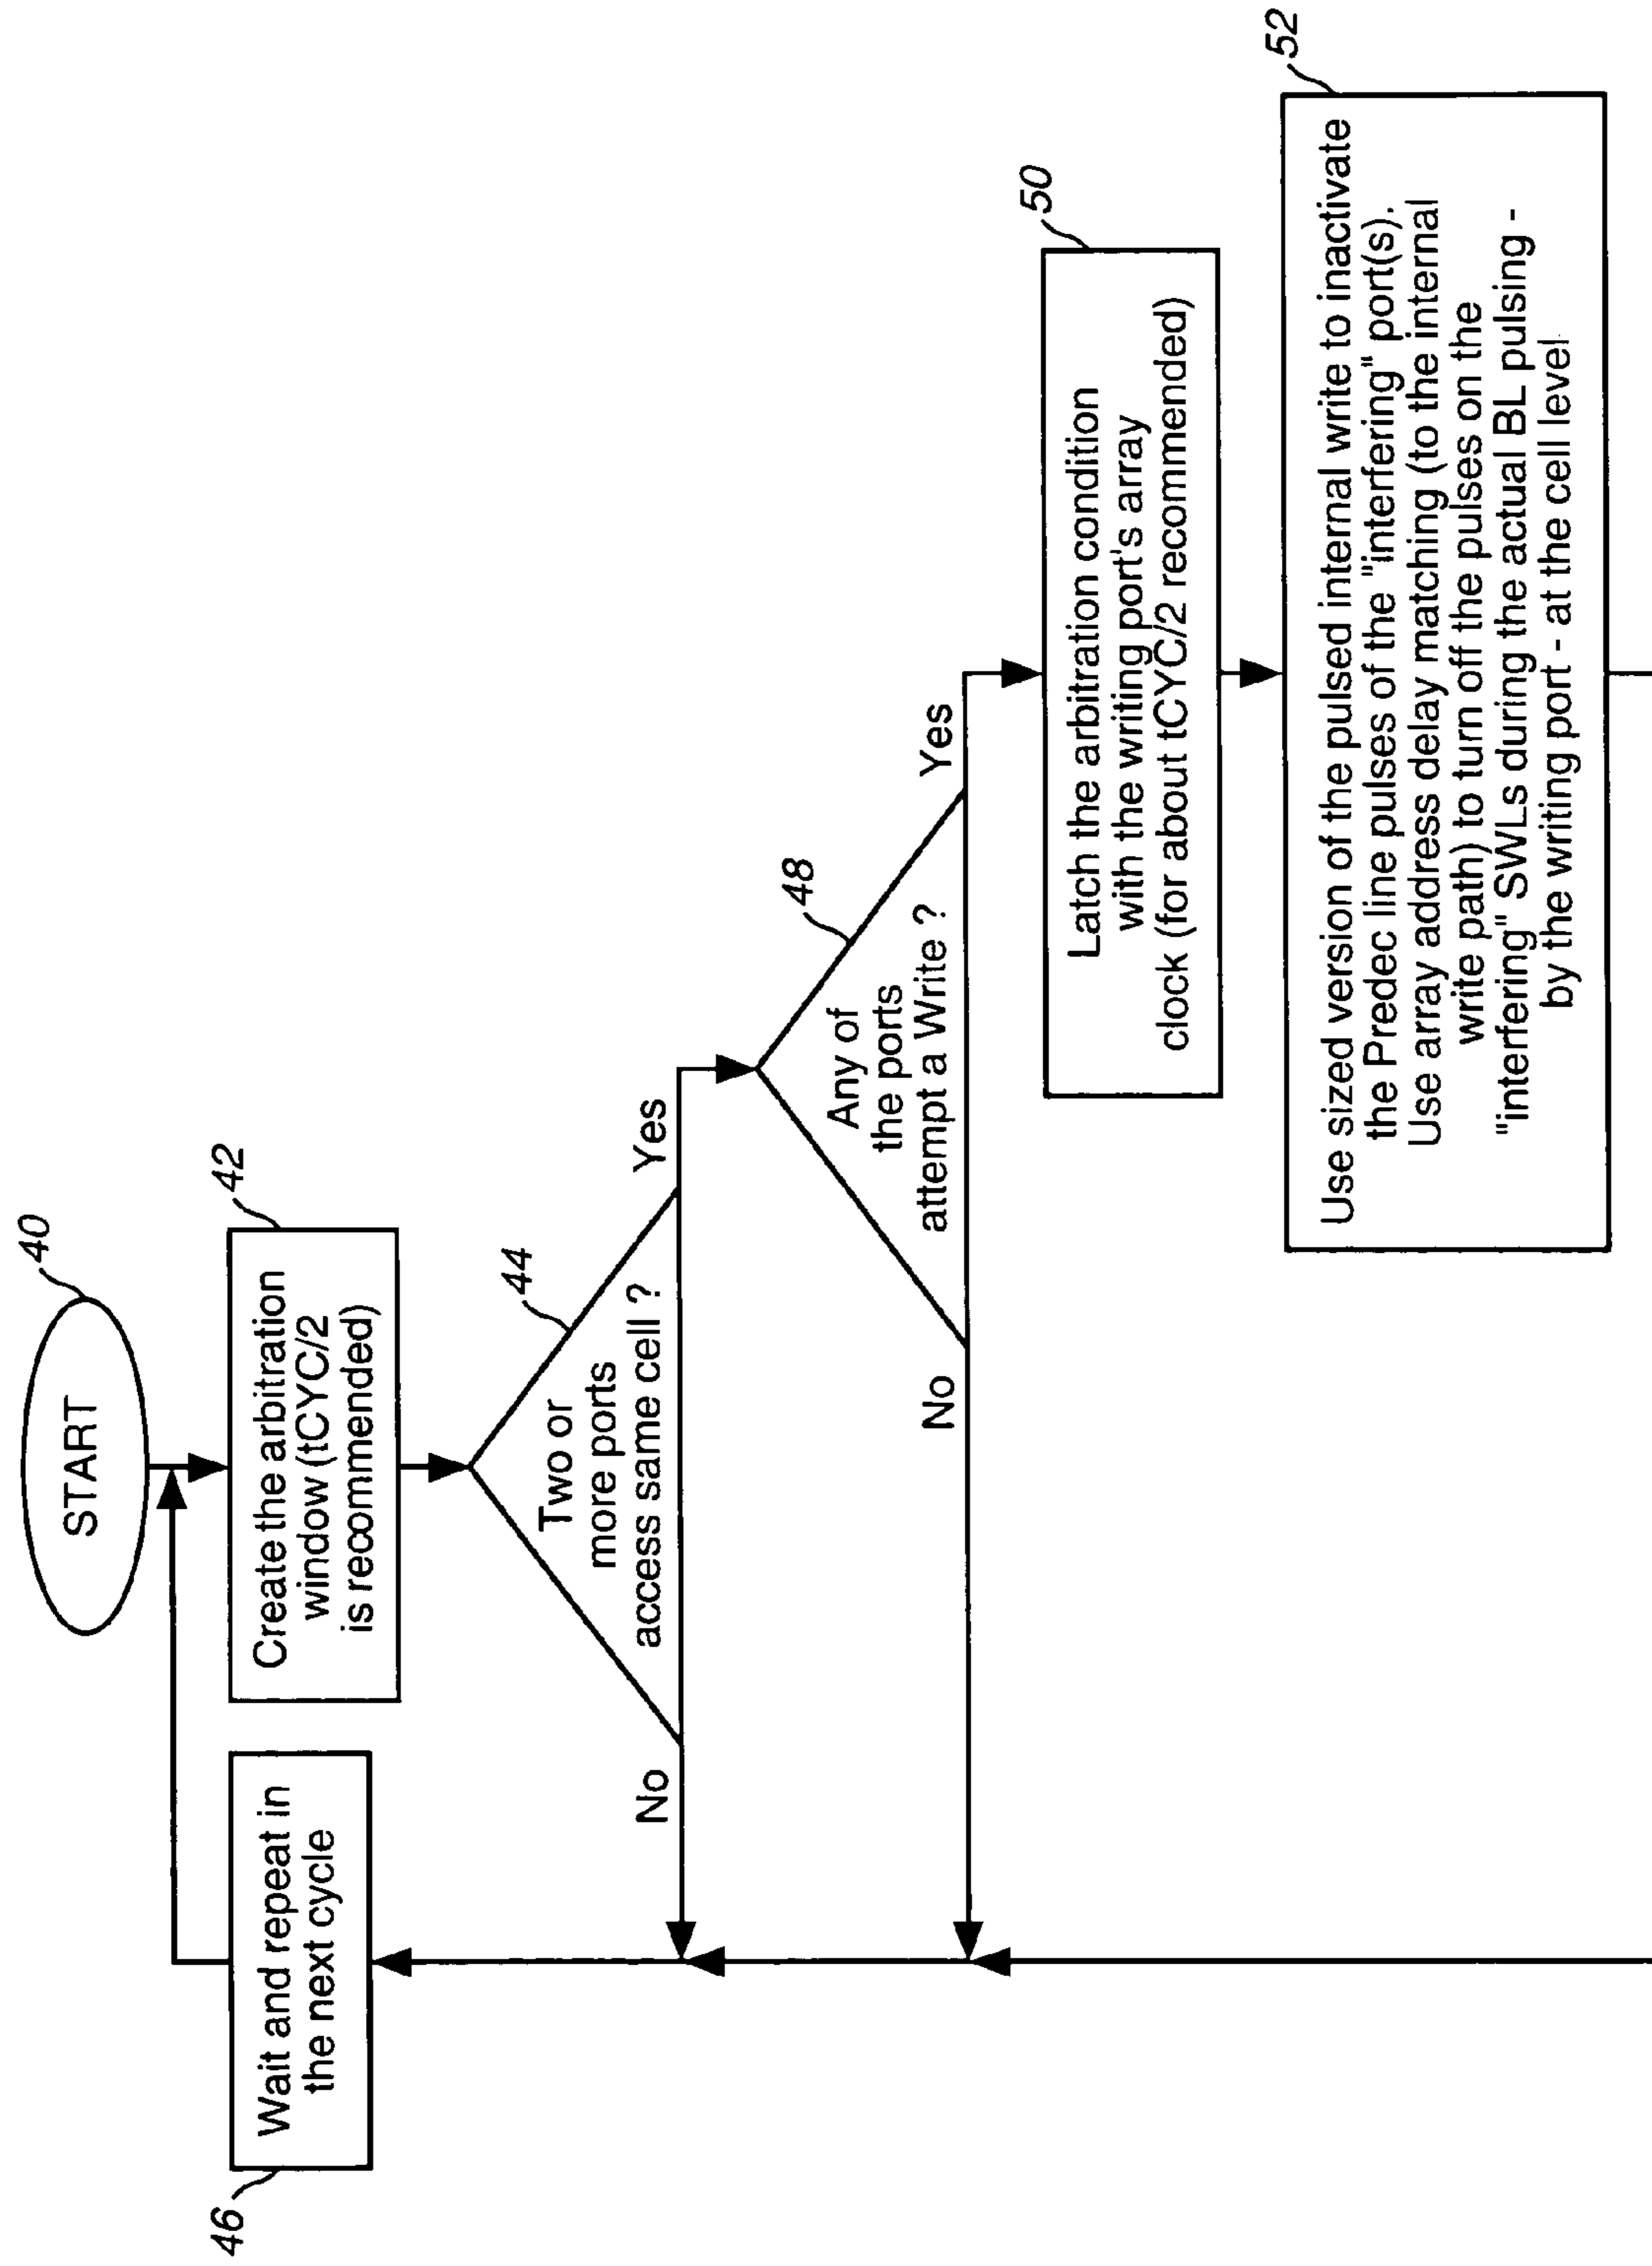 START
40
Create the arbitration
window (tCYC/2
is recommended)
42
Wait and repeat in
the next cycle
46
Two or
more ports
access same cell ?
44
Yes
No
Any of
the ports
attempt a Write ?
48
Yes
No
Latch the arbitration condition
with the writing port's array
clock (for about tCYC/2 recommended)
50
Use sized version of the pulsed internal write to inactivate
the Predec line pulses of the "interfering" port(s).
Use array address delay matching (to the internal
write path) to turn off the pulses on the
"interfering" SWLs during the actual BL pulsing -
by the writing port - at the cell level
52